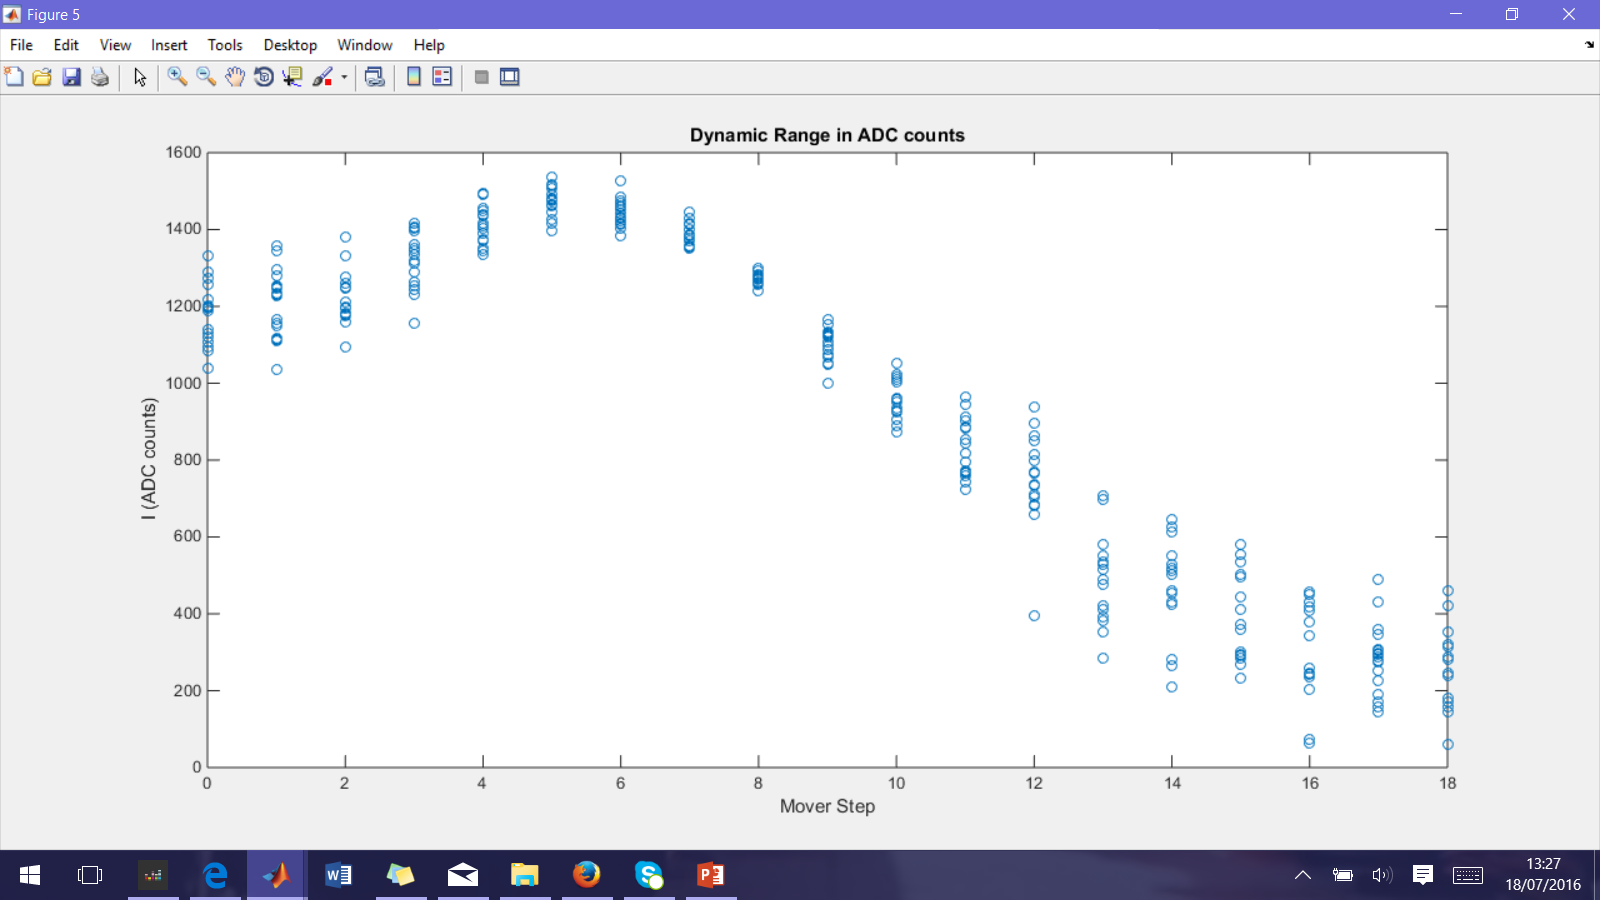 Figure 5
File Edit View Insert Tools Desktop Window Help
Dynamic Range in ADC counts
1600
1400
1200
1000
800
600
400
200
0
I (ADC counts)
0 2 4 6 8 10 12 14 16 18
Mover Step
13:27
18/07/2016